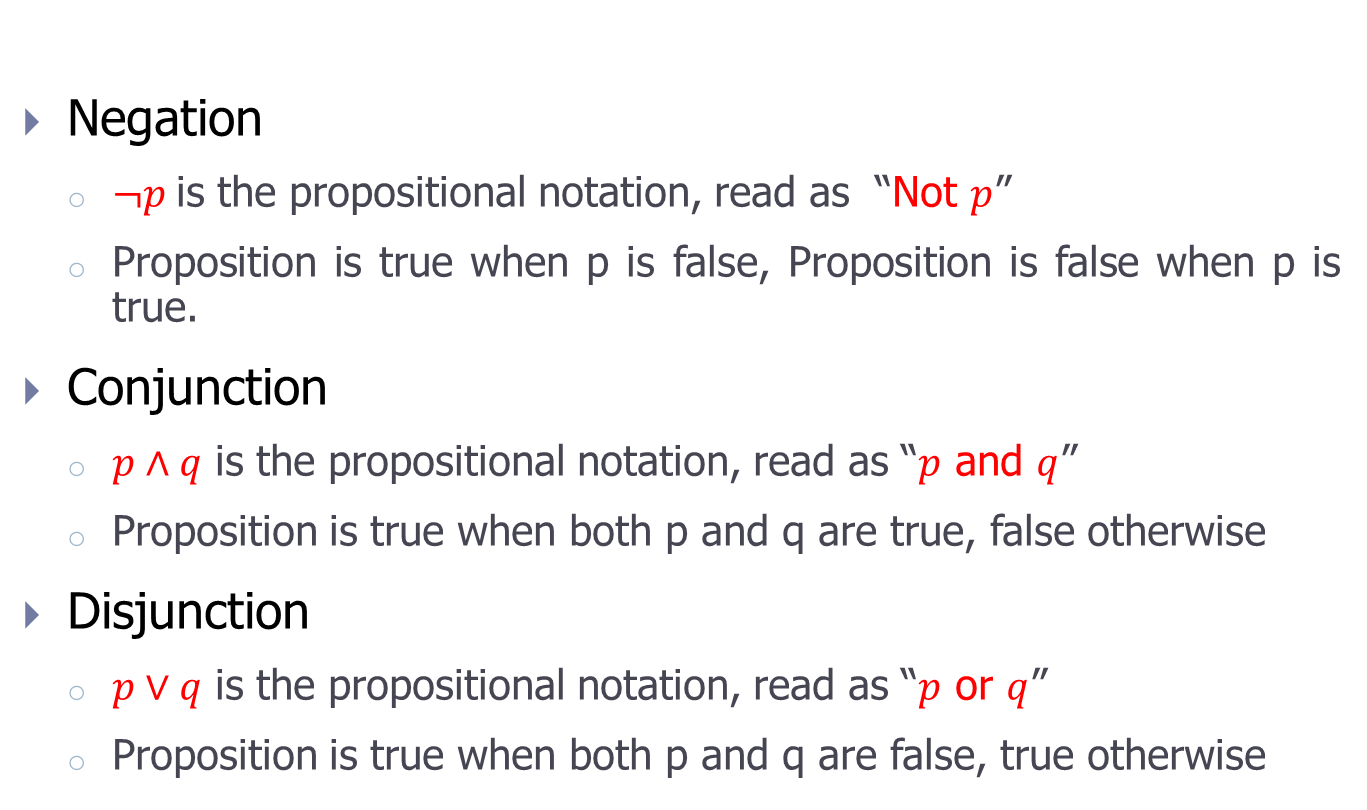 Negation
¬p is the propositional notation, read as “Not p”
Proposition is true when p is false, Proposition is false when p is
true.
Conjunction
p ∧ q is the propositional notation, read as “p and q”
Proposition is true when both p and q are true, false otherwise
Disjunction
p ∨ q is the propositional notation, read as “p or q”
Proposition is true when both p and q are false, true otherwise